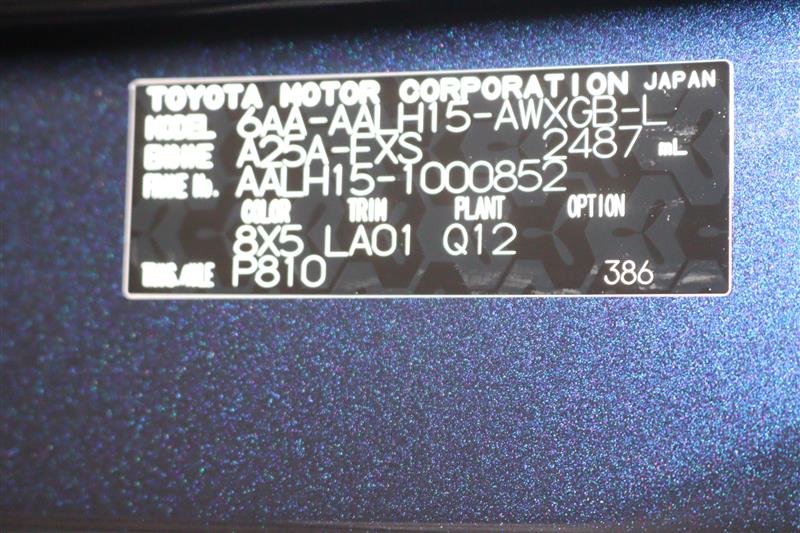 TOYOTA MOTOR CORPORATION JAPAN
MODEL 6AA-AALH15-AWXGB-L
ENGINE A25A-FXS 2487 mL
FRAME No. AALH15-1000852
COLOR TRIM PLANT OPTION
8X5 LA01 Q12
TRANS/AXLE P810 386